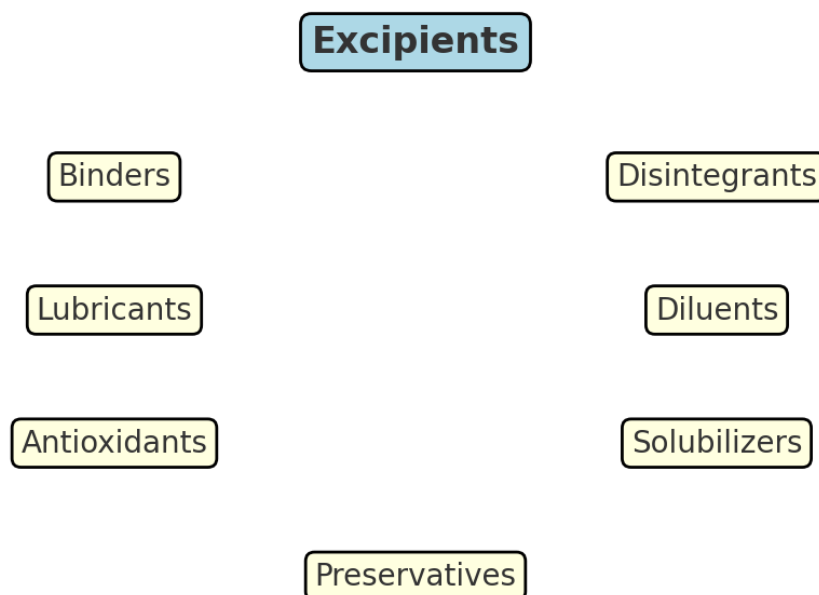 Excipients
Binders
Disintegrants
Lubricants
Diluents
Antioxidants
Solubilizers
Preservatives